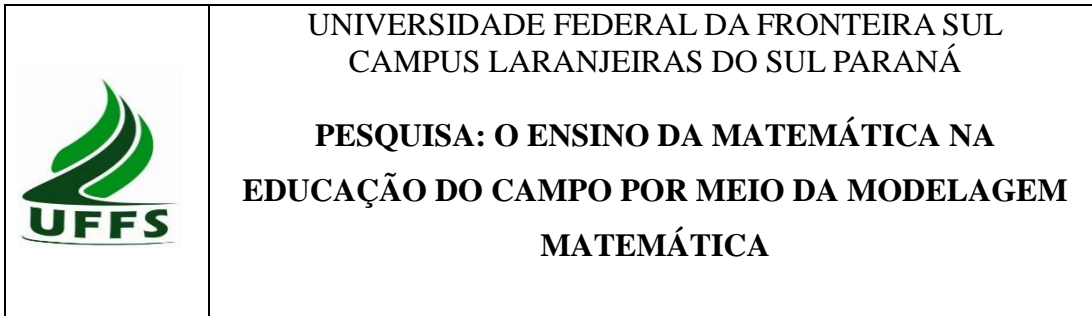 UFFS
UNIVERSIDADE FEDERAL DA FRONTEIRA SUL
CAMPUS LARANJEIRAS DO SUL PARANÁ
PESQUISA: O ENSINO DA MATEMÁTICA NA
EDUCAÇÃO DO CAMPO POR MEIO DA MODELAGEM
MATEMÁTICA